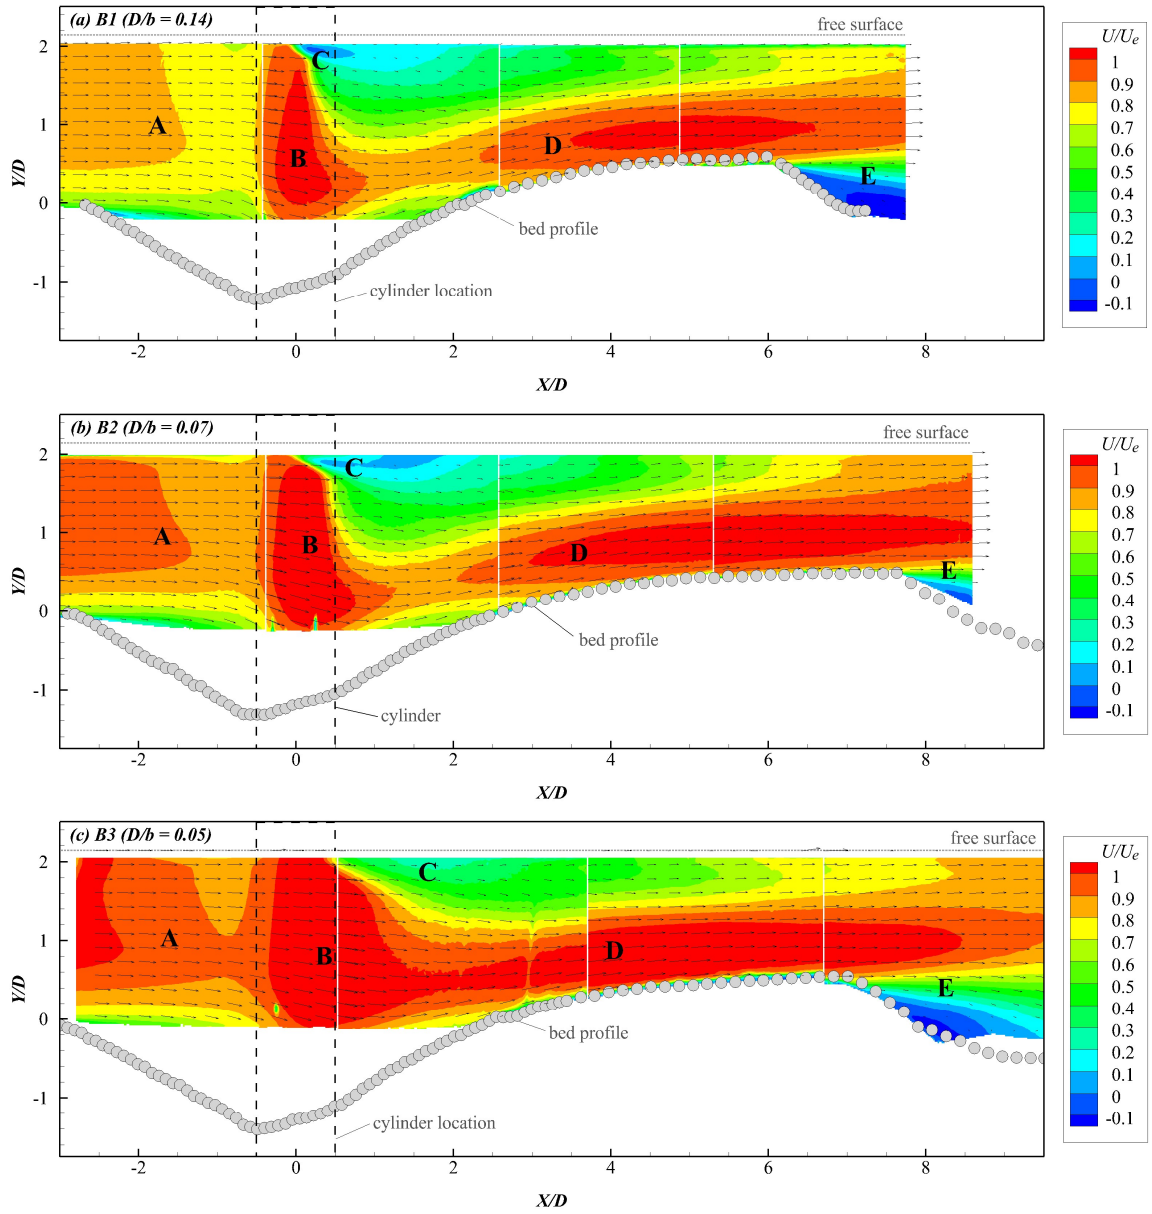 (a) B1 (D/b = 0.14)
free surface
U/Ue
1
0.9
0.8
0.7
0.6
0.5
0.4
0.3
0.2
0.1
0
-0.1
2
1
0
-1
Y/D
A
B
C
D
E
bed profile
cylinder location
-2 0 2 4 6 8
X/D
(b) B2 (D/b = 0.07)
free surface
U/Ue
1
0.9
0.8
0.7
0.6
0.5
0.4
0.3
0.2
0.1
0
-0.1
2
1
0
-1
Y/D
A
B
C
D
E
bed profile
cylinder
-2 0 2 4 6 8
X/D
(c) B3 (D/b = 0.05)
free surface
U/Ue
1
0.9
0.8
0.7
0.6
0.5
0.4
0.3
0.2
0.1
0
-0.1
2
1
0
-1
Y/D
A
B
C
D
E
bed profile
cylinder location
-2 0 2 4 6 8
X/D